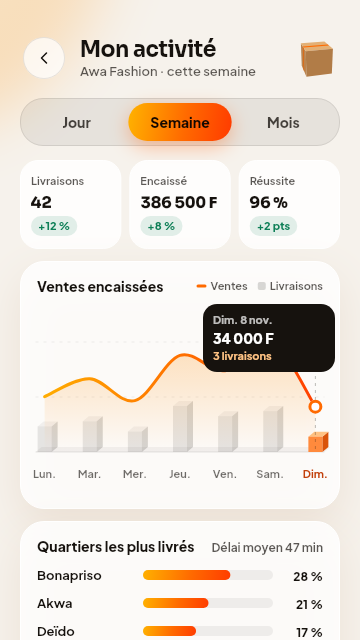 Mon activité
Awa Fashion · cette semaine
Jour Semaine Mois
Livraisons Encaissé Réussite
42 386 500 F 96 %
+12 % +8 % +2 pts
Ventes encaissées Ventes Livraisons
Dim. 8 nov.
34 000 F
3 livraisons
Lun. Mar. Mer. Jeu. Ven. Sam. Dim.
Quartiers les plus livrés Délai moyen 47 min
Bonapriso 28 %
Akwa 21 %
Deïdo 17 %